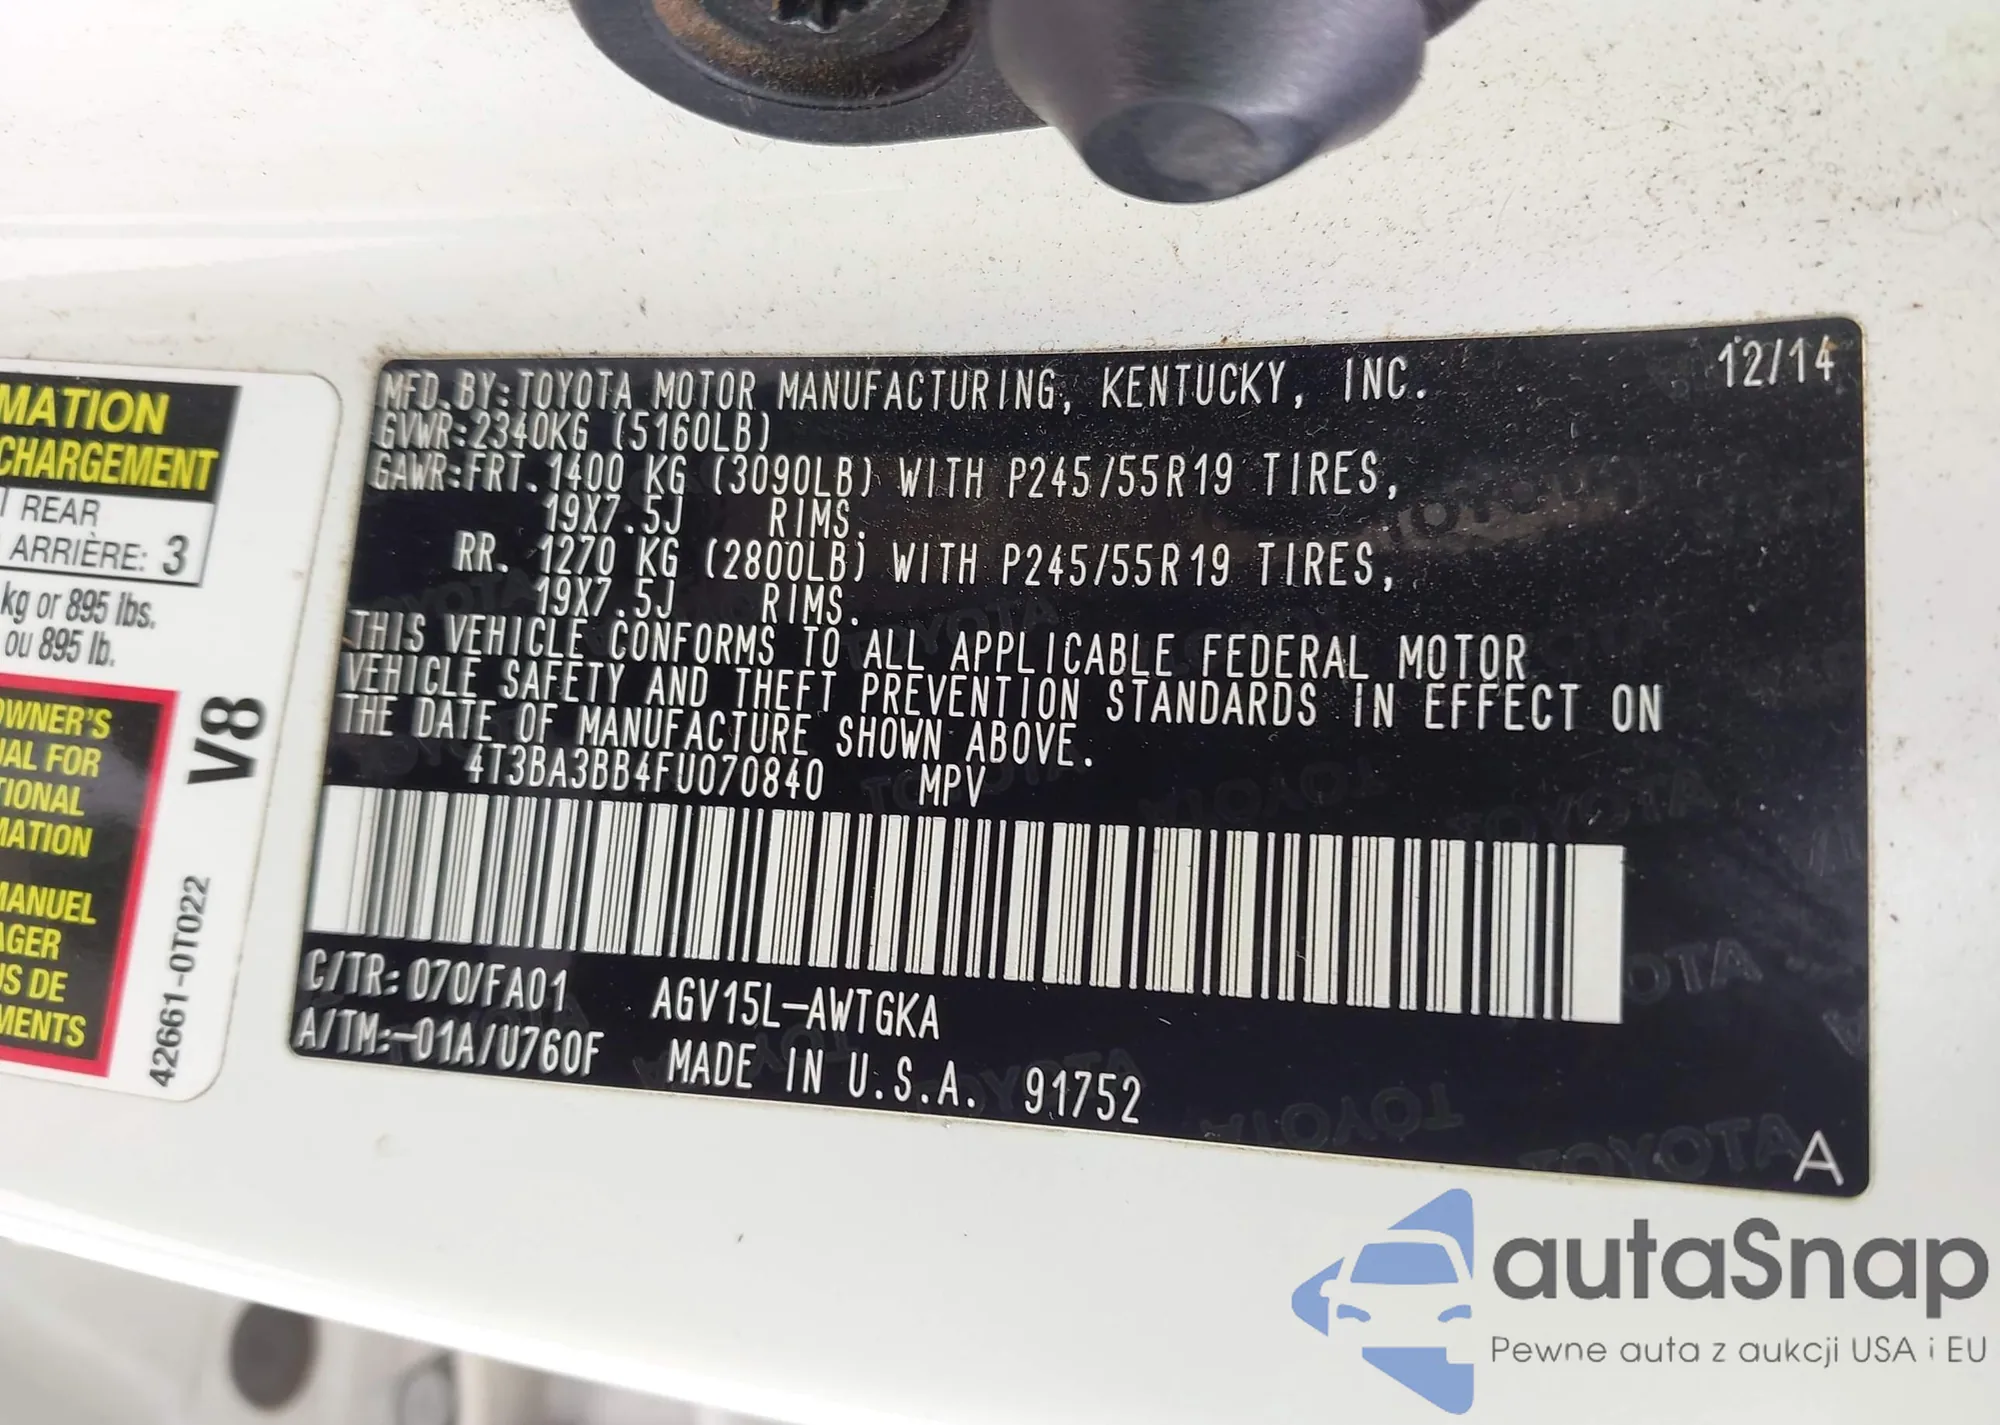 MATION
CHARGEMENT
REAR
ARRIÈRE: 3
kg or 895 lbs.
ou 895 lb.
OWNER'S
UAL FOR
TIONAL
MATION
MANUEL
AGER
US DE
MENTS
V8
42661-0T022
12/14
MFD.BY:TOYOTA MOTOR MANUFACTURING, KENTUCKY, INC.
GVWR:2340KG (5160LB)
GAWR:FRT. 1400 KG (3090LB) WITH P245/55R19 TIRES,
19X7.5J RIMS.
RR. 1270 KG (2800LB) WITH P245/55R19 TIRES,
19X7.5J RIMS.
THIS VEHICLE CONFORMS TO ALL APPLICABLE FEDERAL MOTOR
VEHICLE SAFETY AND THEFT PREVENTION STANDARDS IN EFFECT ON
THE DATE OF MANUFACTURE SHOWN ABOVE.
4T3BA3BB4FU070840 MPV
C/TR: 070/FA01 AGV15L-AWTGKA
A/TM:-01A/U760F MADE IN U.S.A. 91752
A
autaSnap
Pewne auta z aukcji USA i EU